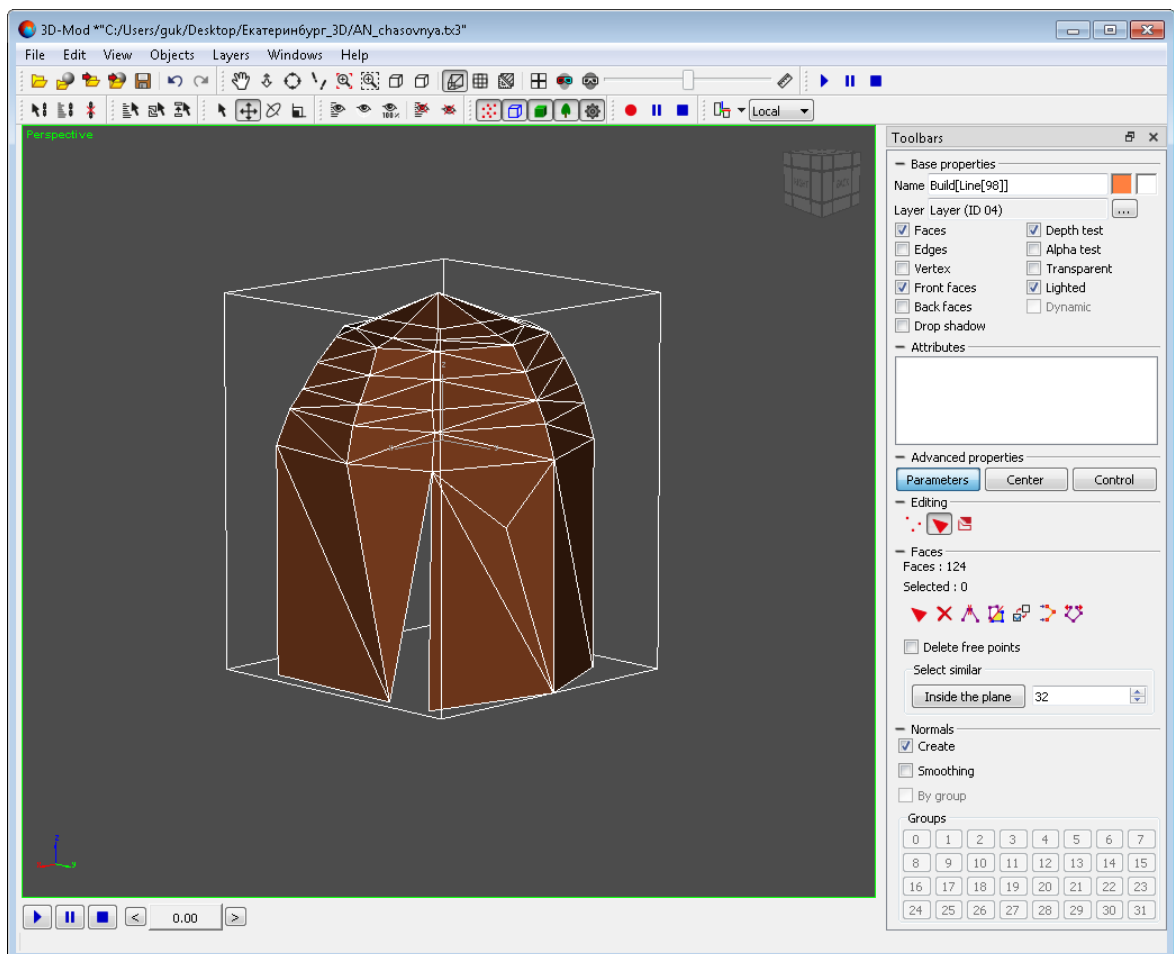 3D-Mod *"C:/Users/guk/Desktop/Екатеринбург_3D/AN_chasovnya.tx3"
File Edit View Objects Layers Windows Help
100%
Local
Perspective
Toolbars
Base properties
Name Build[Line[98]]
Layer Layer (ID 04) ...
Faces Depth test
Edges Alpha test
Vertex Transparent
Front faces Lighted
Back faces Dynamic
Drop shadow
Attributes
Advanced properties
Parameters Center Control
Editing
Faces
Faces : 124
Selected : 0
Delete free points
Select similar
Inside the plane 32
Normals
Create
Smoothing
By group
Groups
0 1 2 3 4 5 6 7
8 9 10 11 12 13 14 15
16 17 18 19 20 21 22 23
24 25 26 27 28 29 30 31
z
y
< 0.00 >